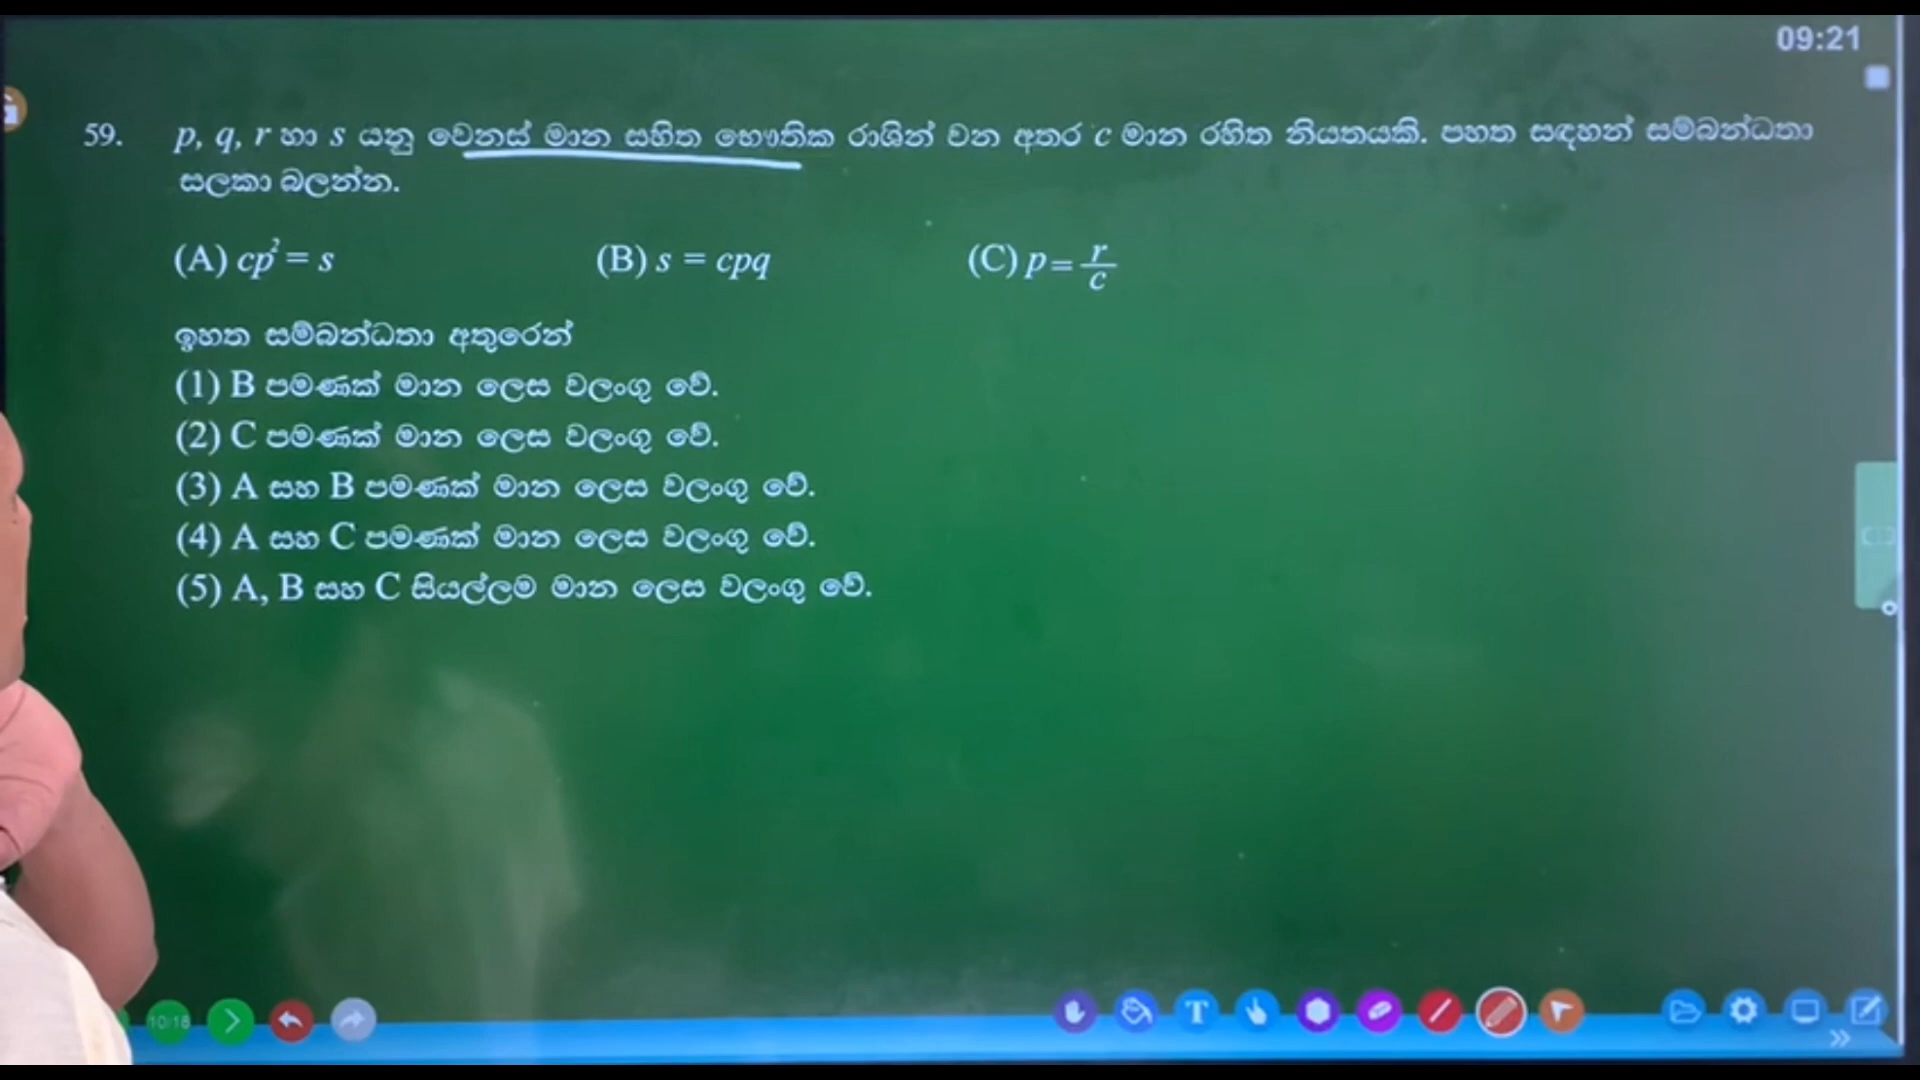 09:21
59. p, q, r හා s යනු වෙනස් මාන සහිත භෞතික රාශින් වන අතර c මාන රහිත නියතයකි. පහත සඳහන් සම්බන්ධතා
සලකා බලන්න.
(A) cp² = s (B) s = cpq (C) p = r/c
ඉහත සම්බන්ධතා අතුරෙන්
(1) B පමණක් මාන ලෙස වලංගු වේ.
(2) C පමණක් මාන ලෙස වලංගු වේ.
(3) A සහ B පමණක් මාන ලෙස වලංගු වේ.
(4) A සහ C පමණක් මාන ලෙස වලංගු වේ.
(5) A, B සහ C සියල්ලම මාන ලෙස වලංගු වේ.
10/18
T